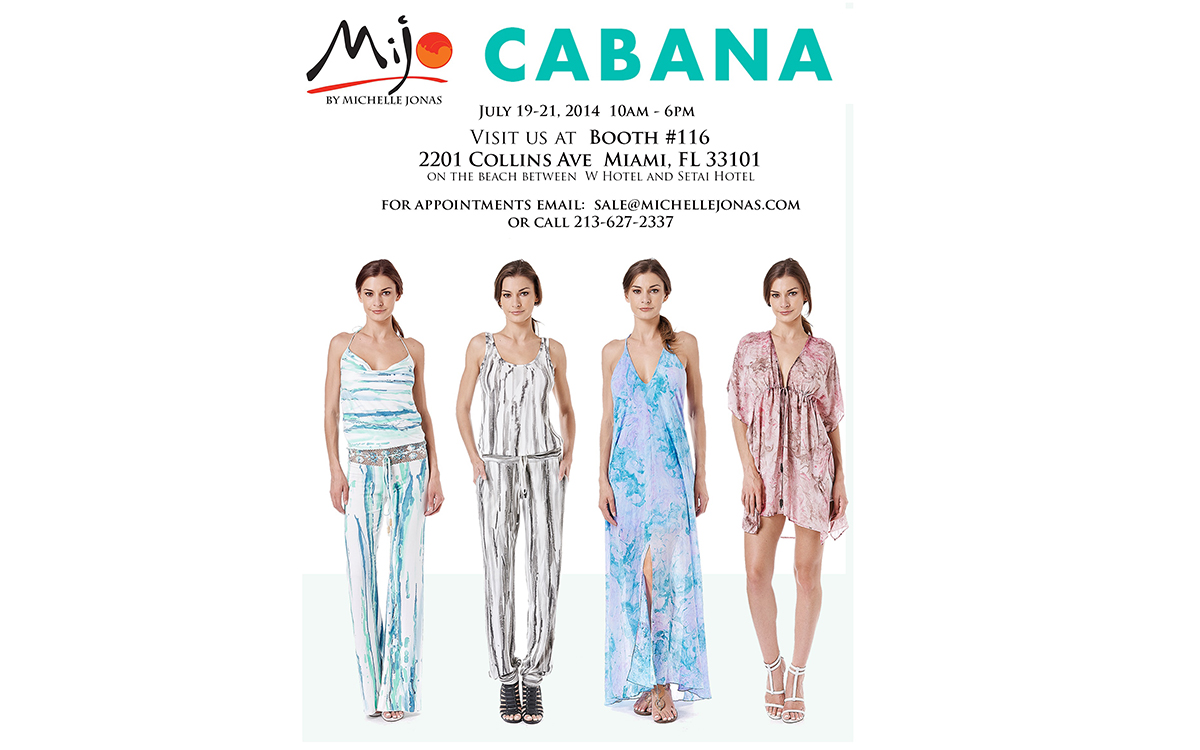 Mijo CABANA
BY MICHELLE JONAS
JULY 19-21, 2014 10AM - 6PM
VISIT US AT BOOTH #116
2201 COLLINS AVE MIAMI, FL 33101
ON THE BEACH BETWEEN W HOTEL AND SETAI HOTEL
FOR APPOINTMENTS EMAIL: SALE@MICHELLEJONAS.COM
OR CALL 213-627-2337